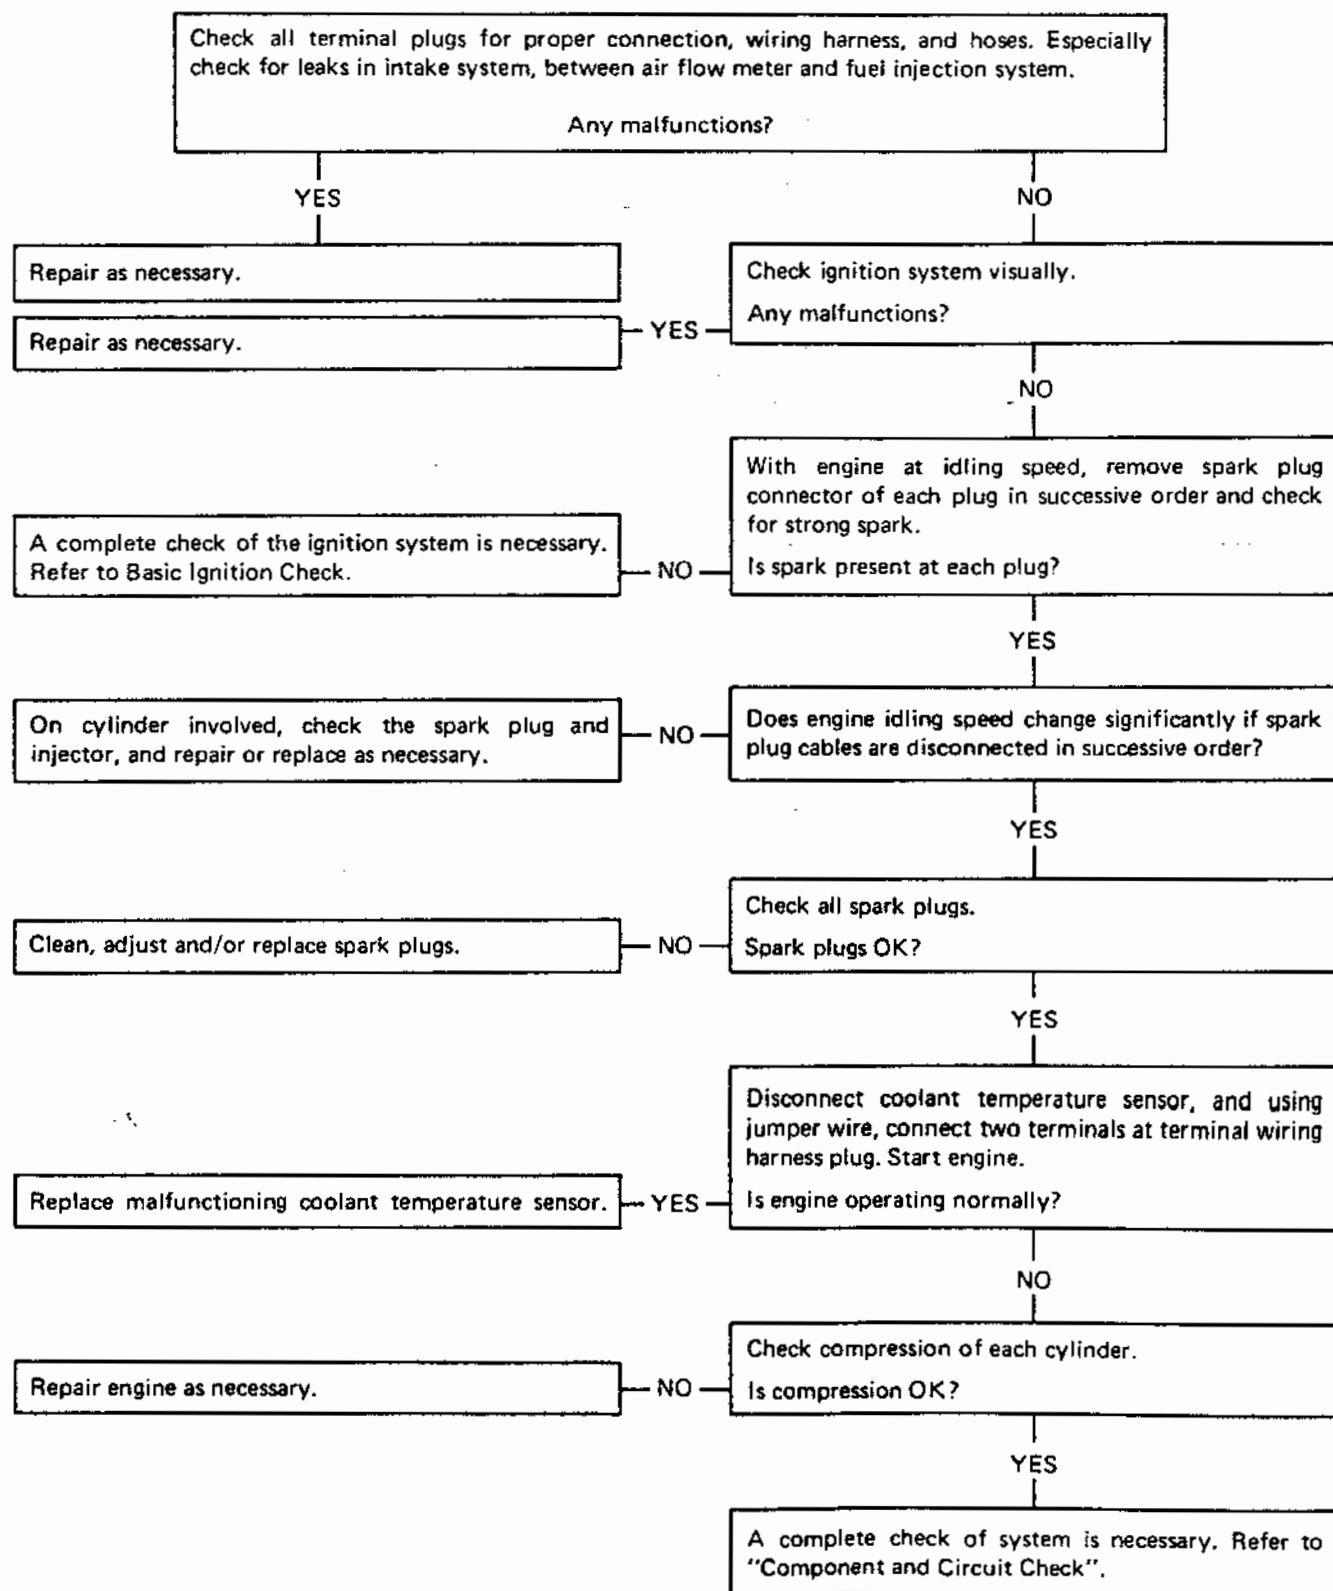 Check all terminal plugs for proper connection, wiring harness, and hoses. Especially
check for leaks in intake system, between air flow meter and fuel injection system.
Any malfunctions?
YES
NO
Repair as necessary.
Check ignition system visually.
Any malfunctions?
YES
Repair as necessary.
NO
With engine at idling speed, remove spark plug
connector of each plug in successive order and check
for strong spark.
Is spark present at each plug?
NO
A complete check of the ignition system is necessary.
Refer to Basic Ignition Check.
YES
Does engine idling speed change significantly if spark
plug cables are disconnected in successive order?
NO
On cylinder involved, check the spark plug and
injector, and repair or replace as necessary.
YES
Check all spark plugs.
Spark plugs OK?
NO
Clean, adjust and/or replace spark plugs.
YES
Disconnect coolant temperature sensor, and using
jumper wire, connect two terminals at terminal wiring
harness plug. Start engine.
Is engine operating normally?
YES
Replace malfunctioning coolant temperature sensor.
NO
Check compression of each cylinder.
Is compression OK?
NO
Repair engine as necessary.
YES
A complete check of system is necessary. Refer to
"Component and Circuit Check".